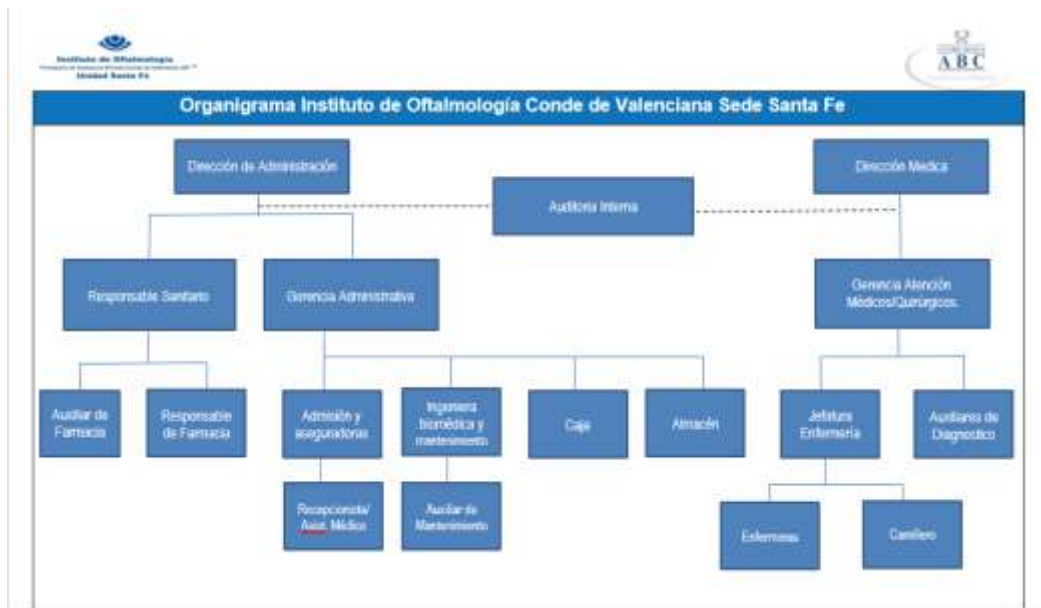 Instituto de Oftalmología
Unidad Santa Fe
ABC
Organigrama Instituto de Oftalmología Conde de Valenciana Sede Santa Fe
Dirección de Administración
Dirección Medica
Auditoria Interna
Responsable Sanitario
Gerencia Administrativa
Gerencia Atención
Médicos/Quirúrgicos.
Auxiliar de
Farmacia
Responsable
de Farmacia
Admisión y
aseguradoras
Ingeniera
biomédica y
mantenimiento
Caja
Almacén
Jefatura
Enfermería
Auxiliares de
Diagnostico
Recepcionista/
Asist. Médico
Auxiliar de
Mantenimiento
Enfermeras
Camillero